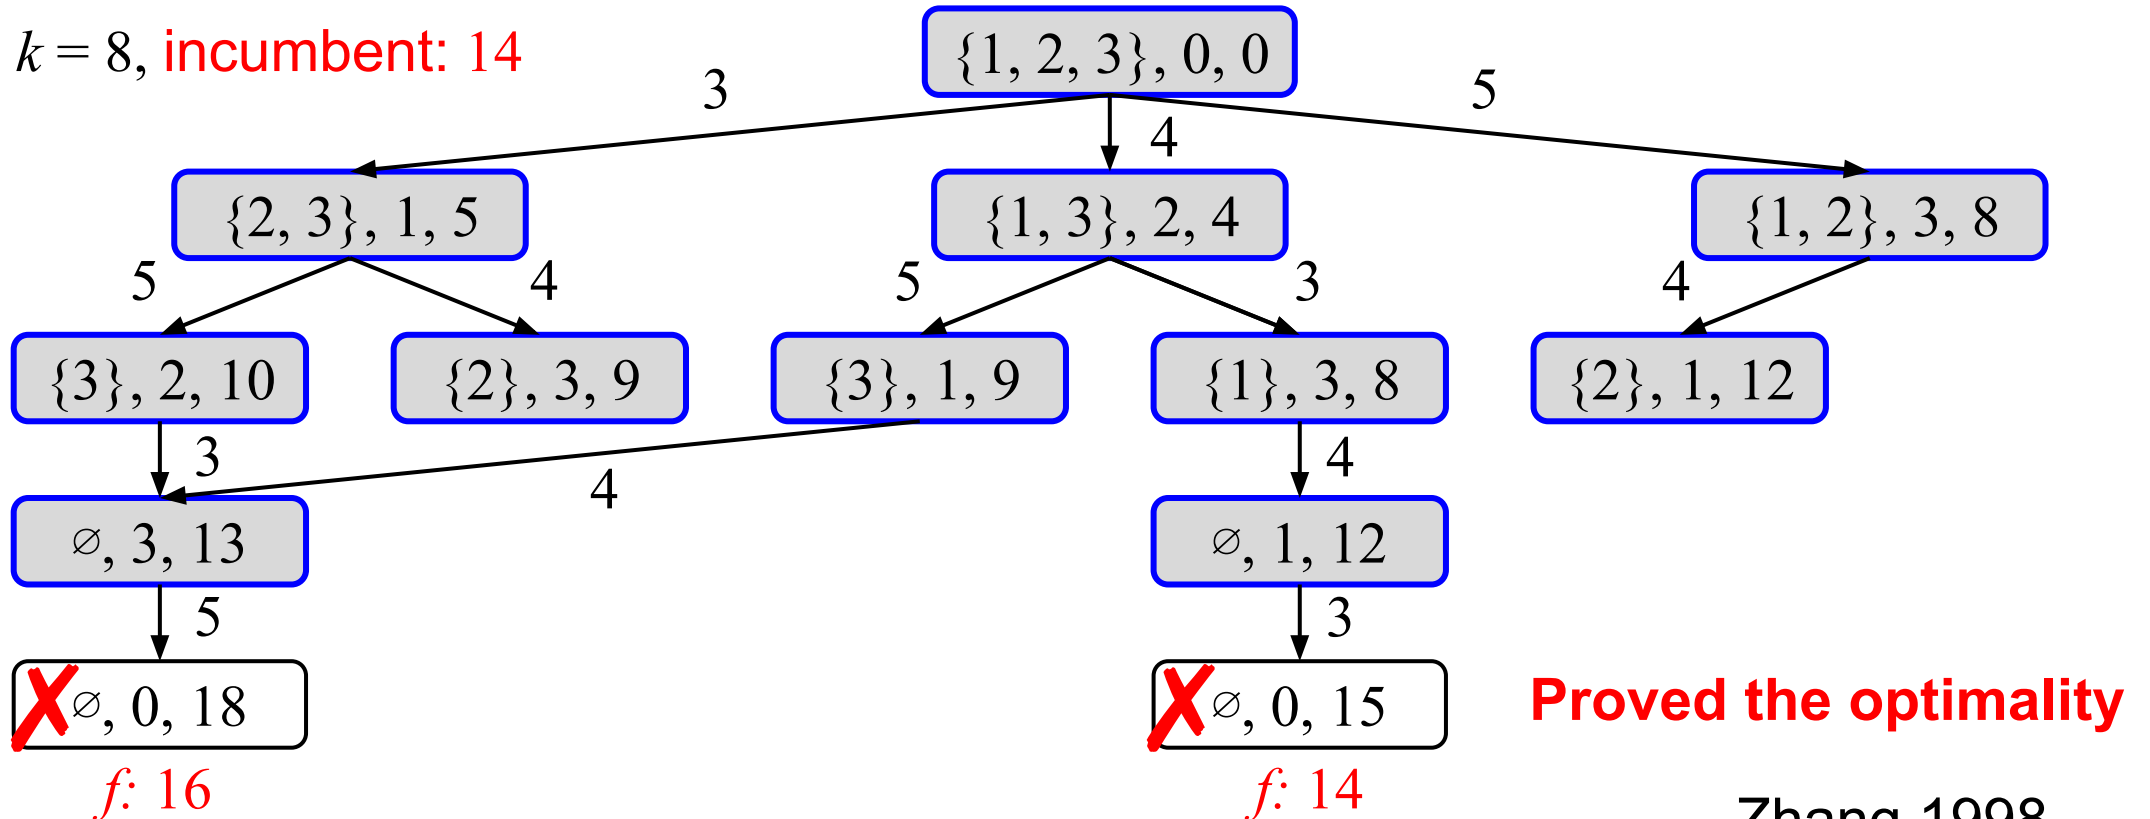 k = 8, incumbent: 14
{1, 2, 3}, 0, 0
3
4
5
{2, 3}, 1, 5
{1, 3}, 2, 4
{1, 2}, 3, 8
5
4
5
3
4
{3}, 2, 10
{2}, 3, 9
{3}, 1, 9
{1}, 3, 8
{2}, 1, 12
3
4
4
∅, 3, 13
∅, 1, 12
5
3
∅, 0, 18
∅, 0, 15
Proved the optimality
f: 16
f: 14
Zhang 1998